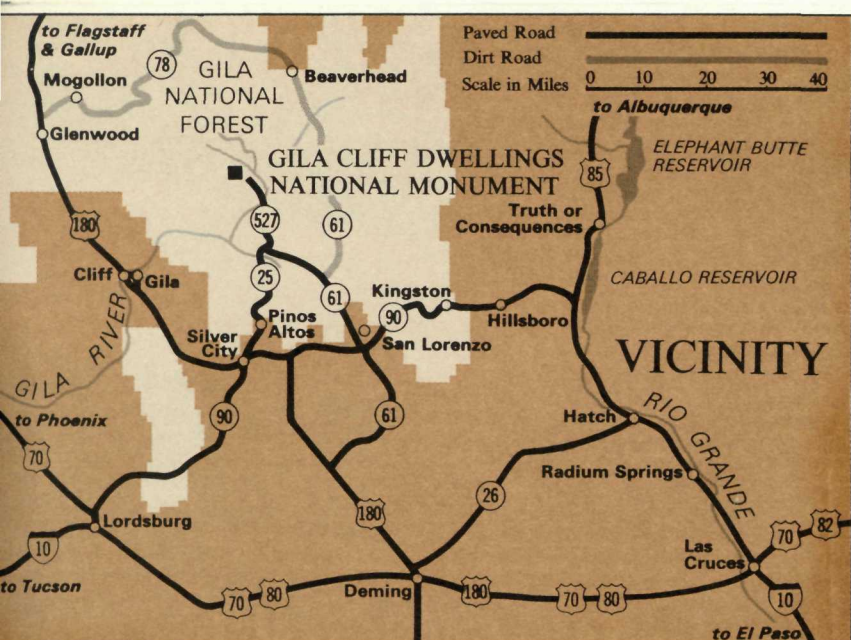 to Flagstaff
& Gallup
Paved Road
Dirt Road
Scale in Miles
0 10 20 30 40
78
GILA
NATIONAL
FOREST
Mogollon
Beaverhead
to Albuquerque
Glenwood
ELEPHANT BUTTE
RESERVOIR
GILA CLIFF DWELLINGS
NATIONAL MONUMENT
85
Truth or
Consequences
180
527
61
Cliff
Gila
25
CABALLO RESERVOIR
61
Kingston
90
Hillsboro
Pinos
Altos
Silver
City
San Lorenzo
GILA RIVER
VICINITY
to Phoenix
90
61
Hatch
RIO GRANDE
70
Radium Springs
26
180
Lordsburg
10
70
82
Las
Cruces
to Tucson
70
80
Deming
180
70
80
10
to El Paso